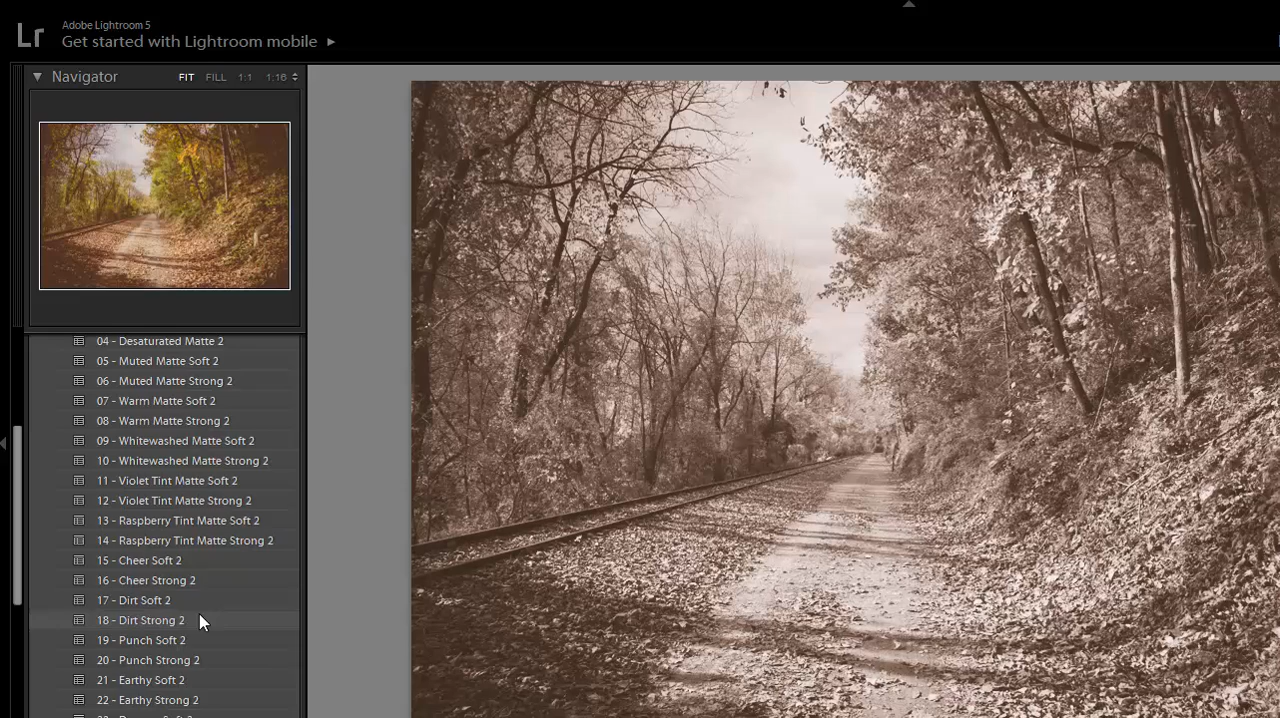 Lr
Adobe Lightroom 5
Get started with Lightroom mobile
Navigator FIT FILL 1:1 1:16
04 - Desaturated Matte 2
05 - Muted Matte Soft 2
06 - Muted Matte Strong 2
07 - Warm Matte Soft 2
08 - Warm Matte Strong 2
09 - Whitewashed Matte Soft 2
10 - Whitewashed Matte Strong 2
11 - Violet Tint Matte Soft 2
12 - Violet Tint Matte Strong 2
13 - Raspberry Tint Matte Soft 2
14 - Raspberry Tint Matte Strong 2
15 - Cheer Soft 2
16 - Cheer Strong 2
17 - Dirt Soft 2
18 - Dirt Strong 2
19 - Punch Soft 2
20 - Punch Strong 2
21 - Earthy Soft 2
22 - Earthy Strong 2